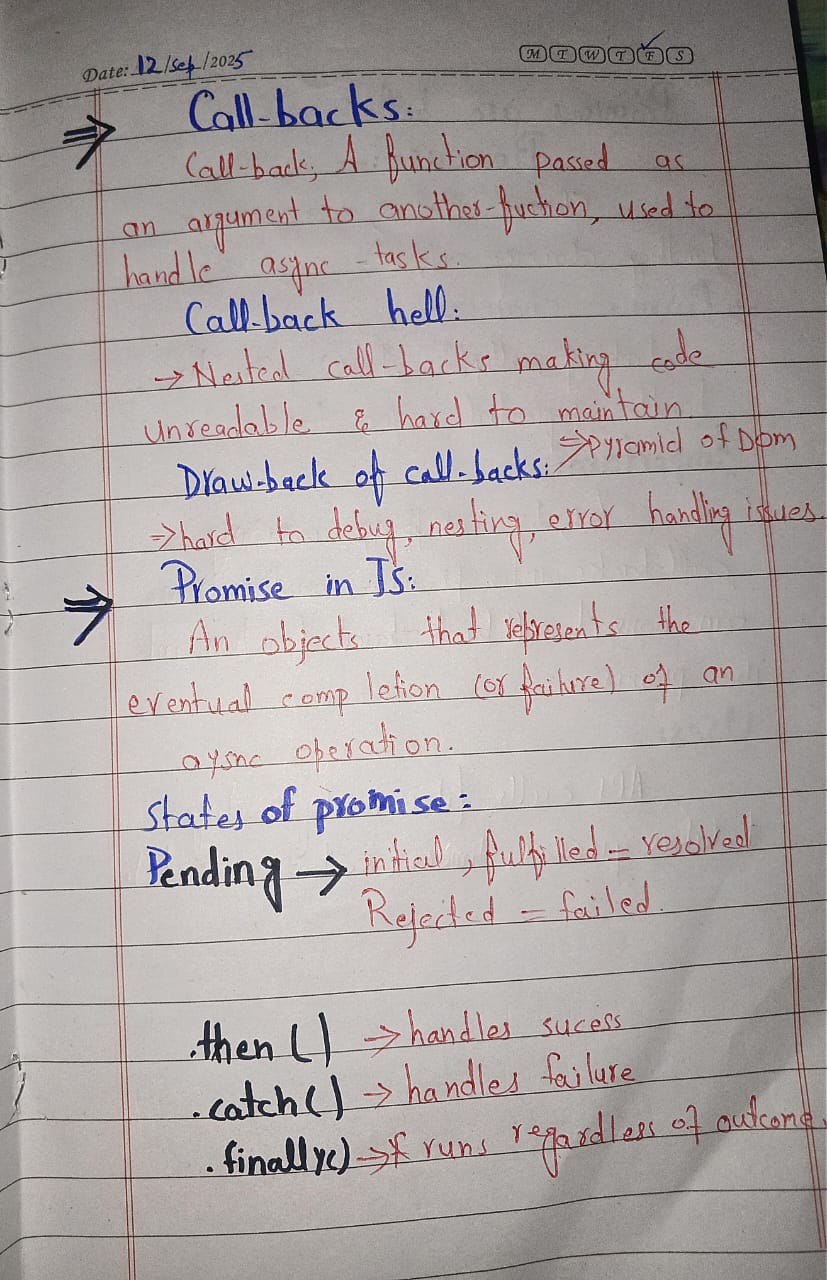 Date: 12/Sep/2025 M T W T F S
⇒ Call-backs:
Call-back; A function passed as
an argument to another-fuction, used to
handle async - tasks.
Call-back hell:
→ Nested call-backs making code
unreadable & hard to maintain
⇒ Pyramid of Dom
Draw-back of call-backs:
⇒ hard to debug, nesting, error handling issues
⇒ Promise in JS:
An objects that represents the
eventual completion (or failure) of an
aysnc operation.
States of promise:
Pending → initial, fulfilled = resolved
Rejected = failed.
.then() → handles sucess
.catch() → handles failure
.finally() → runs regardless of outcome